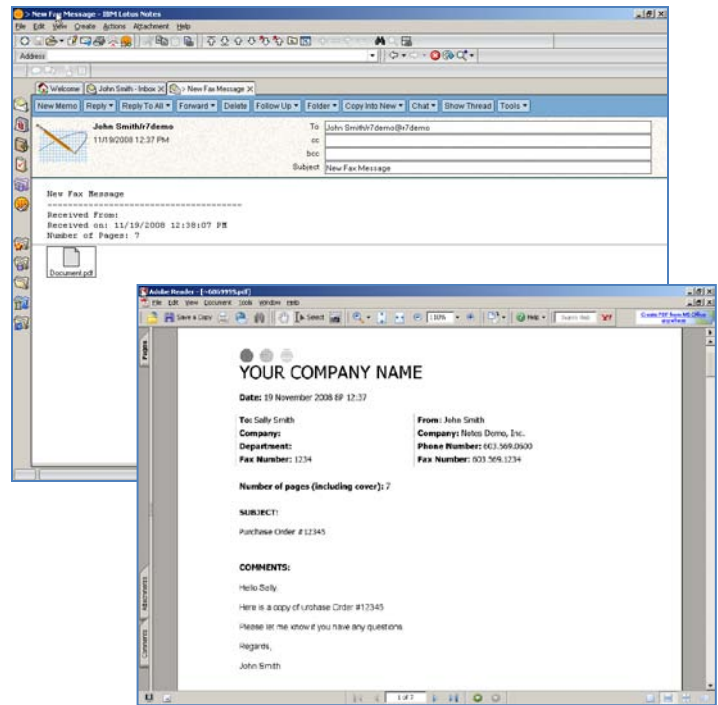 > New Fax Message - IBM Lotus Notes
File Edit View Create Actions Attachment Help
Address
Welcome John Smith - Inbox X > New Fax Message X
New Memo Reply Reply To All Forward Delete Follow Up Folder Copy Into New Chat Show Thread Tools
John Smith/r7demo
11/19/2008 12:37 PM
To John Smith/r7demo@r7demo
cc
bcc
Subject New Fax Message
New Fax Message
--------------------------------------
Received From:
Received on: 11/19/2008 12:38:07 PM
Number of Pages: 7
Document.pdf
Adobe Reader - [~6069995.pdf]
File Edit View Document Tools Window Help
Save a Copy Select Help
Pages
YOUR COMPANY NAME
Date: 19 November 2008 @ 12:37
To: Sally Smith
Company:
Department:
Fax Number: 1234
From: John Smith
Company: Notes Demo, Inc.
Phone Number: 603.569.0600
Fax Number: 603.569.1234
Number of pages (including cover): 7
SUBJECT:
Purchase Order #12345
COMMENTS:
Hello Sally
Here is a copy of urchase Order #12345
Please let me know if you have any questions
Regards,
John Smith
Attachments
Comments
1 of 7